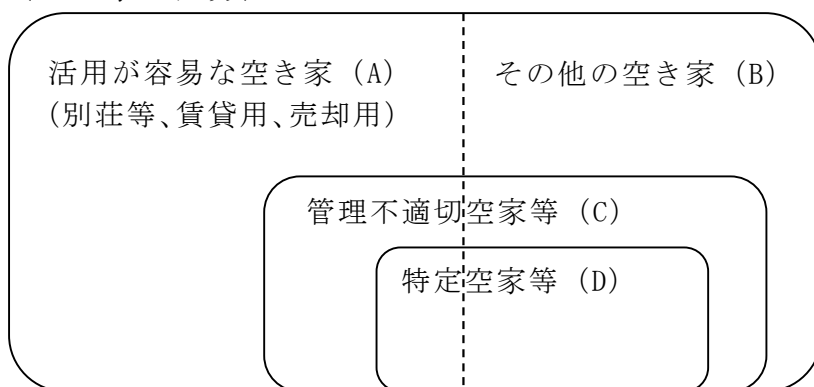 活用が容易な空き家（A）
（別荘等、賃貸用、売却用）
その他の空き家（B）
管理不適切空家等（C）
特定空家等（D）